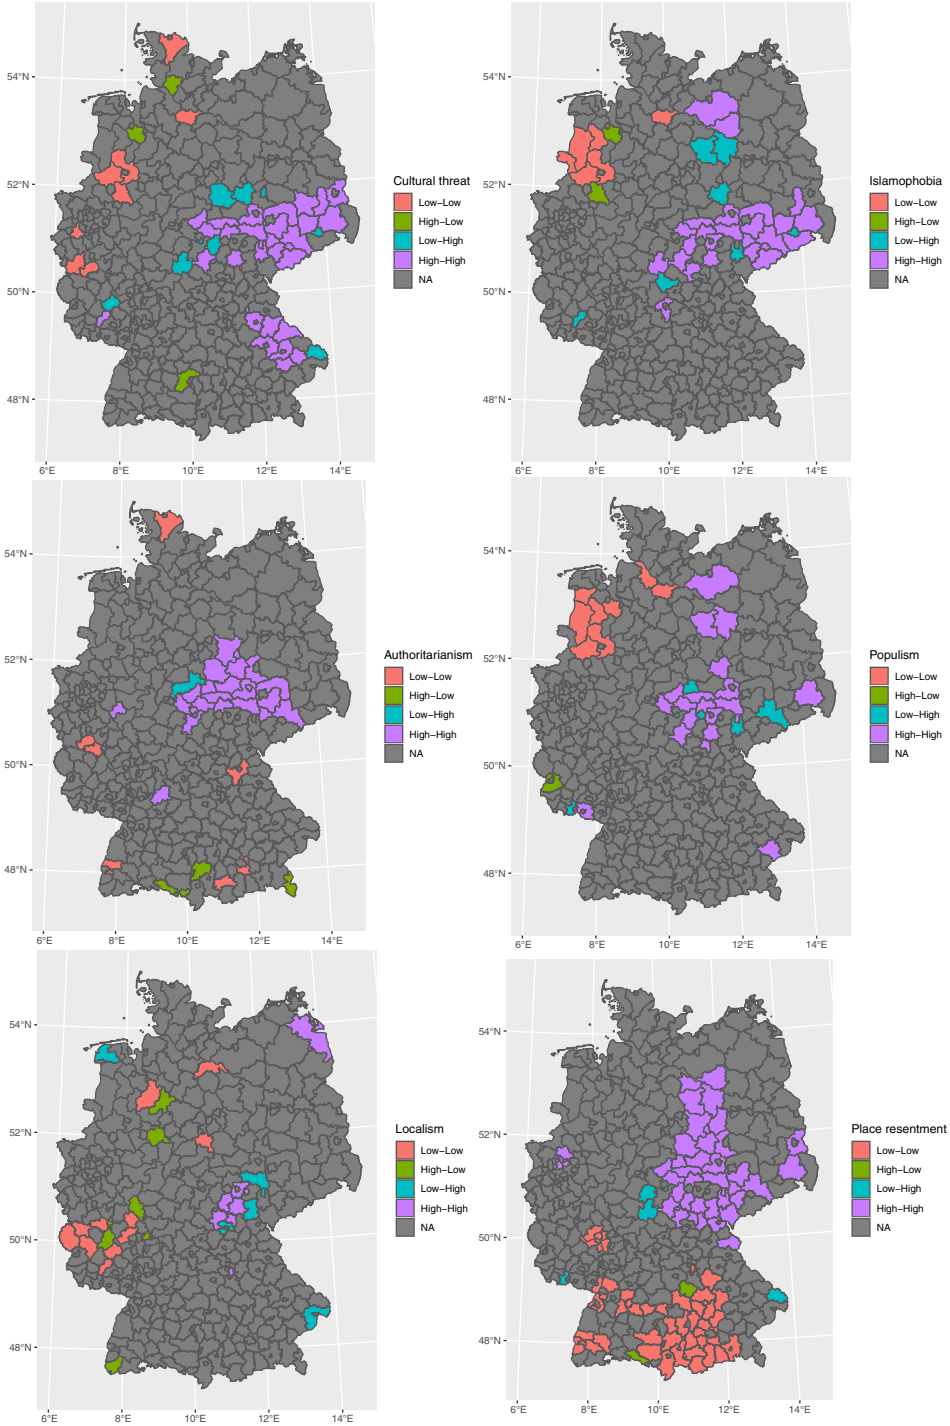 54°N
52°N
50°N
48°N
6°E 8°E 10°E 12°E 14°E
Cultural threat
Low−Low
High−Low
Low−High
High−High
NA
54°N
52°N
50°N
48°N
6°E 8°E 10°E 12°E 14°E
Islamophobia
Low−Low
High−Low
Low−High
High−High
NA
54°N
52°N
50°N
48°N
6°E 8°E 10°E 12°E 14°E
Authoritarianism
Low−Low
High−Low
Low−High
High−High
NA
54°N
52°N
50°N
48°N
6°E 8°E 10°E 12°E 14°E
Populism
Low−Low
High−Low
Low−High
High−High
NA
54°N
52°N
50°N
48°N
6°E 8°E 10°E 12°E 14°E
Localism
Low−Low
High−Low
Low−High
High−High
NA
54°N
52°N
50°N
48°N
6°E 8°E 10°E 12°E 14°E
Place resentment
Low−Low
High−Low
Low−High
High−High
NA